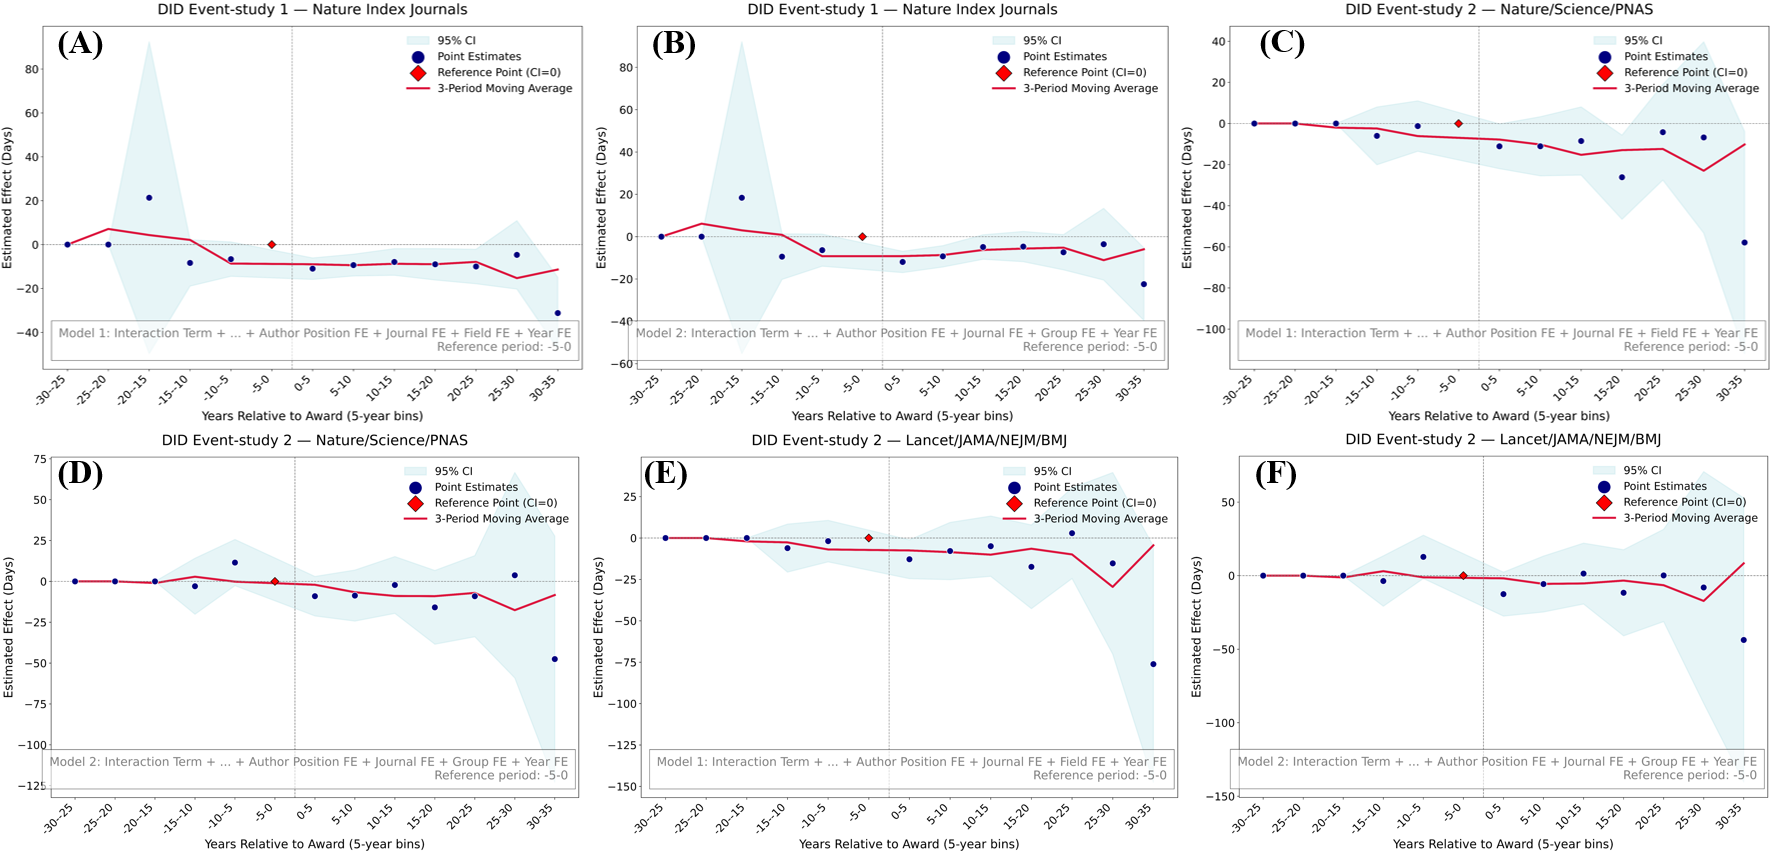 DID Event-study 1 — Nature Index Journals
(A)
95% CI
Point Estimates
Reference Point (CI=0)
3-Period Moving Average
Estimated Effect (Days)
80
60
40
20
0
−20
−40
Model 1: Interaction Term + ... + Author Position FE + Journal FE + Field FE + Year FE
Reference period: -5-0
-30--25
-25--20
-20--15
-15--10
-10--5
-5-0
0-5
5-10
10-15
15-20
20-25
25-30
30-35
Years Relative to Award (5-year bins)
DID Event-study 1 — Nature Index Journals
(B)
95% CI
Point Estimates
Reference Point (CI=0)
3-Period Moving Average
Estimated Effect (Days)
80
60
40
20
0
−20
−40
−60
Model 2: Interaction Term + ... + Author Position FE + Journal FE + Group FE + Year FE
Reference period: -5-0
-30--25
-25--20
-20--15
-15--10
-10--5
-5-0
0-5
5-10
10-15
15-20
20-25
25-30
30-35
Years Relative to Award (5-year bins)
DID Event-study 2 — Nature/Science/PNAS
(C)
95% CI
Point Estimates
Reference Point (CI=0)
3-Period Moving Average
Estimated Effect (Days)
40
20
0
−20
−40
−60
−80
−100
Model 1: Interaction Term + ... + Author Position FE + Journal FE + Field FE + Year FE
Reference period: -5-0
-30--25
-25--20
-20--15
-15--10
-10--5
-5-0
0-5
5-10
10-15
15-20
20-25
25-30
30-35
Years Relative to Award (5-year bins)
DID Event-study 2 — Nature/Science/PNAS
(D)
95% CI
Point Estimates
Reference Point (CI=0)
3-Period Moving Average
Estimated Effect (Days)
75
50
25
0
−25
−50
−75
−100
−125
Model 2: Interaction Term + ... + Author Position FE + Journal FE + Group FE + Year FE
Reference period: -5-0
-30--25
-25--20
-20--15
-15--10
-10--5
-5-0
0-5
5-10
10-15
15-20
20-25
25-30
30-35
Years Relative to Award (5-year bins)
DID Event-study 2 — Lancet/JAMA/NEJM/BMJ
(E)
95% CI
Point Estimates
Reference Point (CI=0)
3-Period Moving Average
Estimated Effect (Days)
25
0
−25
−50
−75
−100
−125
−150
Model 1: Interaction Term + ... + Author Position FE + Journal FE + Field FE + Year FE
Reference period: -5-0
-30--25
-25--20
-20--15
-15--10
-10--5
-5-0
0-5
5-10
10-15
15-20
20-25
25-30
30-35
Years Relative to Award (5-year bins)
DID Event-study 2 — Lancet/JAMA/NEJM/BMJ
(F)
95% CI
Point Estimates
Reference Point (CI=0)
3-Period Moving Average
Estimated Effect (Days)
50
0
−50
−100
−150
Model 2: Interaction Term + ... + Author Position FE + Journal FE + Group FE + Year FE
Reference period: -5-0
-30--25
-25--20
-20--15
-15--10
-10--5
-5-0
0-5
5-10
10-15
15-20
20-25
25-30
30-35
Years Relative to Award (5-year bins)